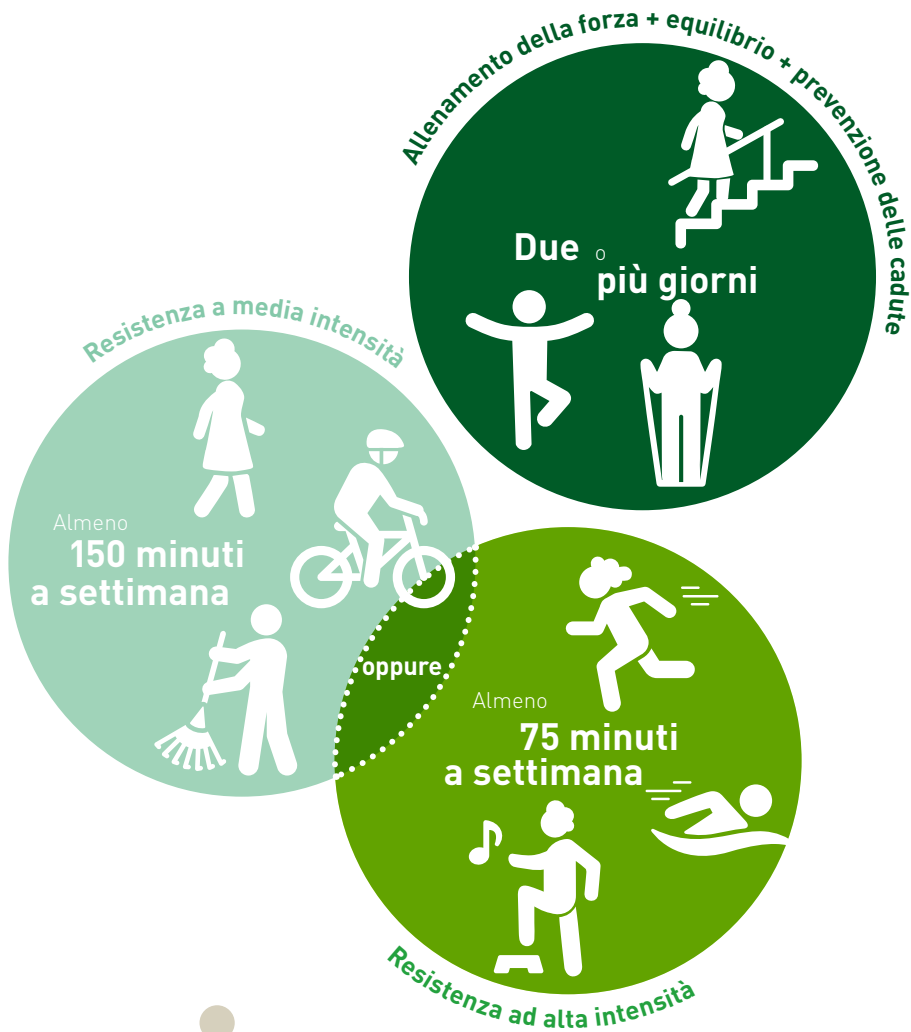 Allenamento della forza + equilibrio + prevenzione delle cadute
Due o
più giorni
Resistenza a media intensità
Almeno
150 minuti
a settimana
oppure
Almeno
75 minuti
a settimana
Resistenza ad alta intensità